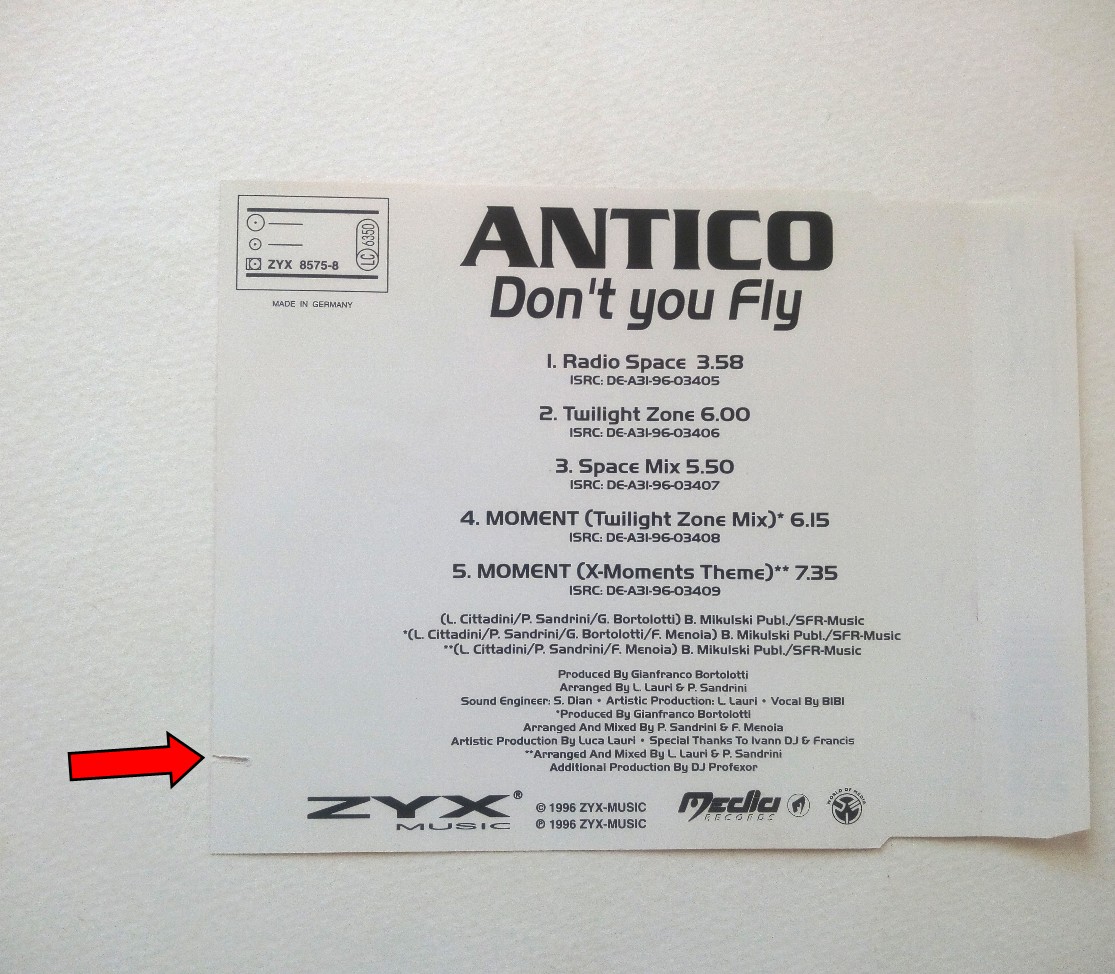 ZYX 8575-8
LC 6350
MADE IN GERMANY
ANTICO
Don't you Fly
1. Radio Space 3.58
ISRC: DE-A31-96-03405
2. Twilight Zone 6.00
ISRC: DE-A31-96-03406
3. Space Mix 5.50
ISRC: DE-A31-96-03407
4. MOMENT (Twilight Zone Mix)* 6.15
ISRC: DE-A31-96-03408
5. MOMENT (X-Moments Theme)** 7.35
ISRC: DE-A31-96-03409
(L. Cittadini/P. Sandrini/G. Bortolotti) B. Mikulski Publ./SFR-Music
*(L. Cittadini/P. Sandrini/G. Bortolotti/F. Menoia) B. Mikulski Publ./SFR-Music
**(L. Cittadini/P. Sandrini/F. Menoia) B. Mikulski Publ./SFR-Music
Produced By Gianfranco Bortolotti
Arranged By L. Lauri & P. Sandrini
Sound Engineer: S. Dian • Artistic Production: L. Lauri • Vocal By BIBI
*Produced By Gianfranco Bortolotti
Arranged And Mixed By P. Sandrini & F. Menoia
Artistic Production By Luca Lauri • Special Thanks To Ivann DJ & Francis
**Arranged And Mixed By L. Lauri & P. Sandrini
Additional Production By DJ Profexor
ZYX®
MUSIC
© 1996 ZYX-MUSIC
℗ 1996 ZYX-MUSIC
Media
RECORDS
WORLD OF MEDIA